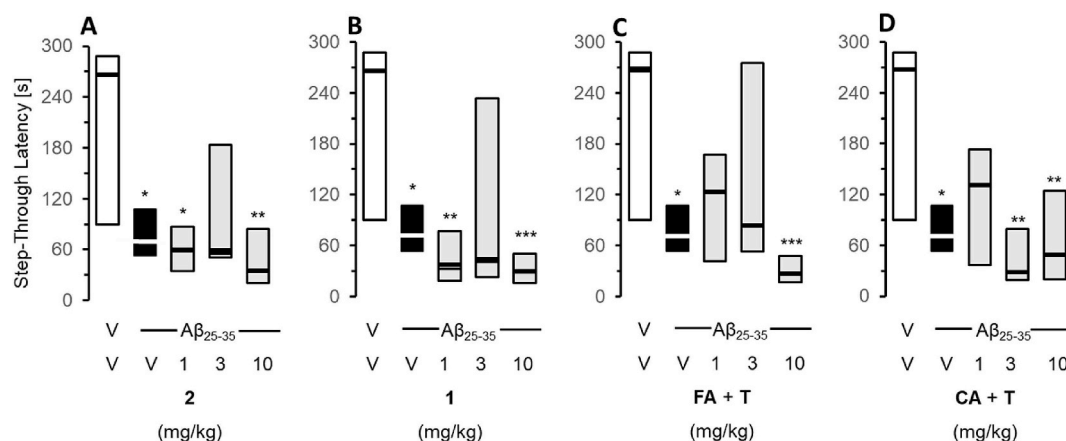 A B C D
Step-Through Latency [s]
300 300 300 300
240 240 240 240
180 180 180 180
120 120 120 120
60 60 60 60
0 0 0 0
* * ** * ** *** * *** * ** **
V Aβ25-35 V Aβ25-35 V Aβ25-35 V Aβ25-35
V V 1 3 10 V V 1 3 10 V V 1 3 10 V V 1 3 10
2 1 FA + T CA + T
(mg/kg) (mg/kg) (mg/kg) (mg/kg)